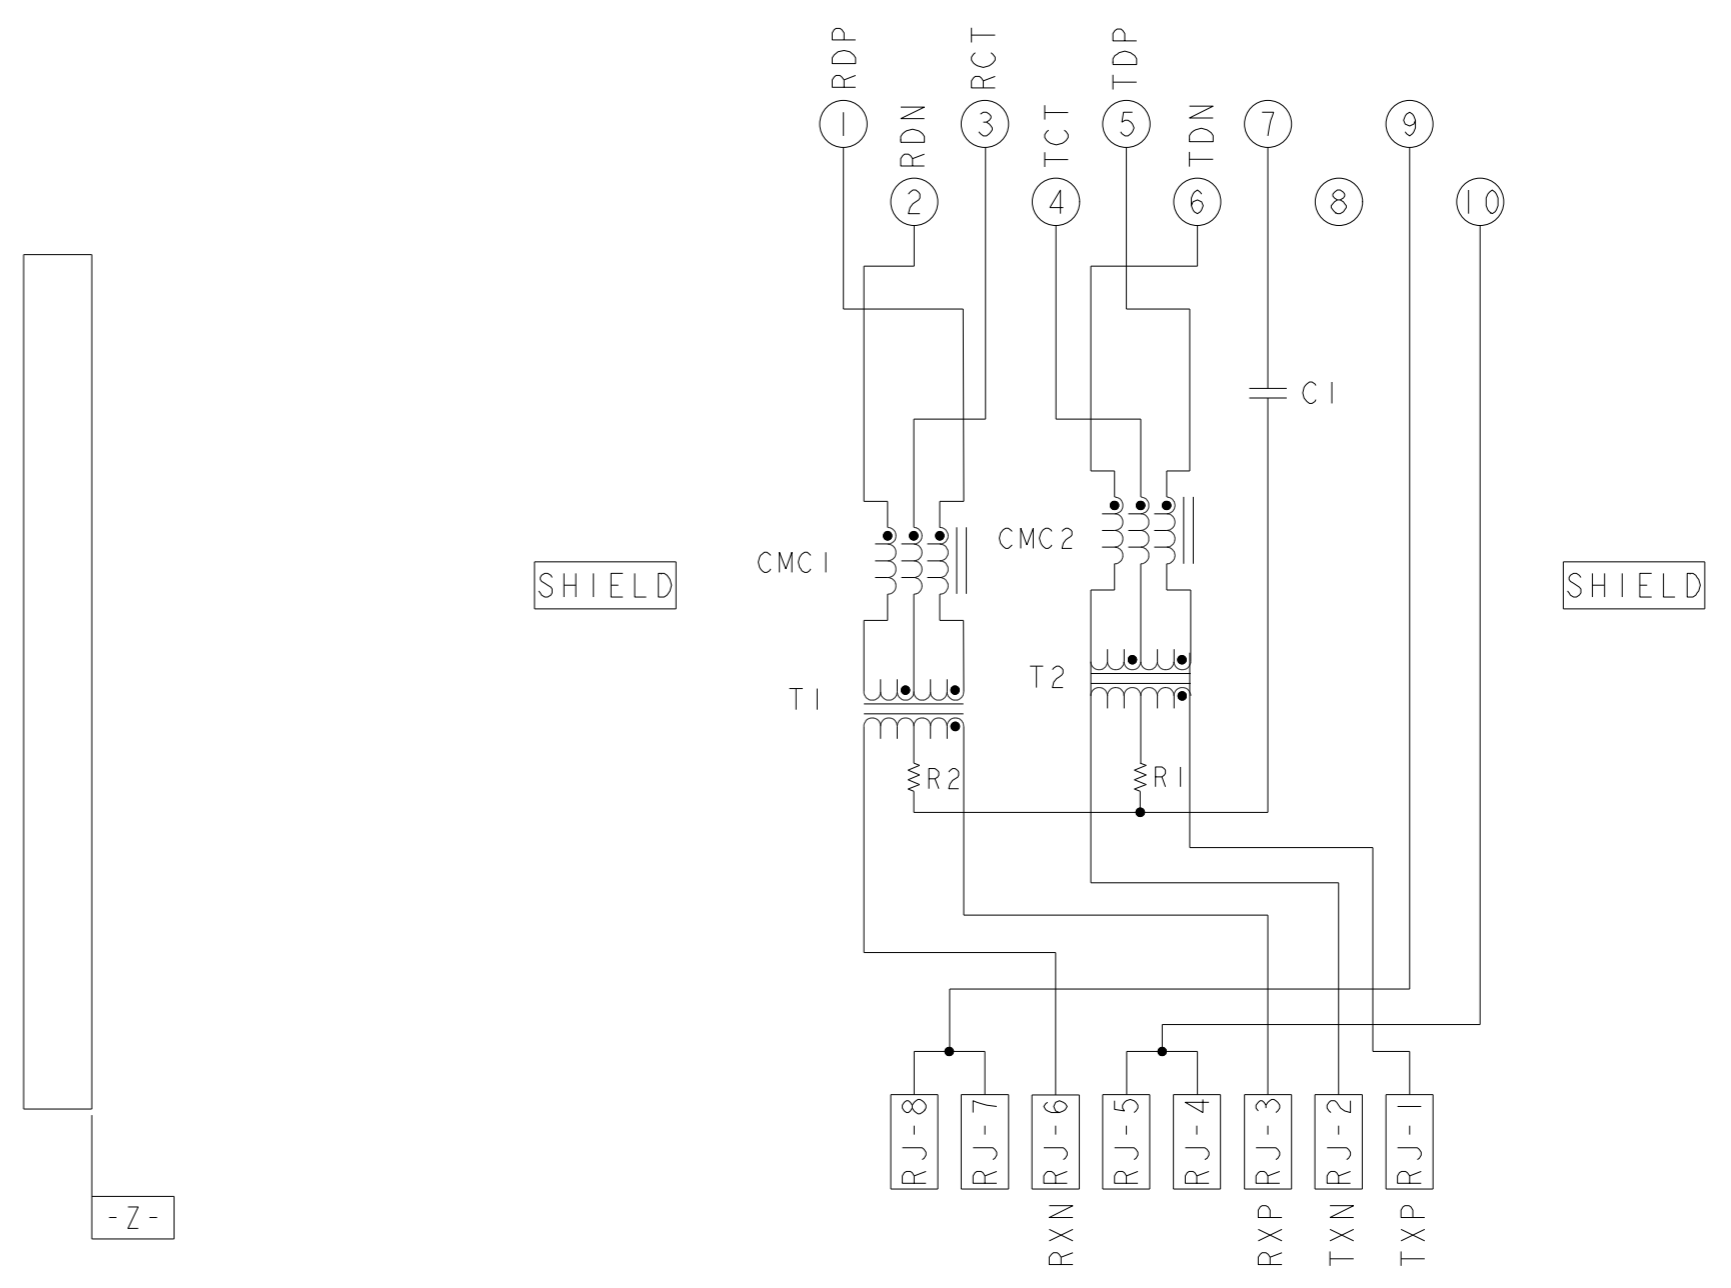 RDP
RCT
TDP
1
RDN
3
TCT
5
TDN
7
9
2
4
6
8
10
C1
CMC1
CMC2
SHIELD
SHIELD
T1
T2
R2
R1
RJ-8
RJ-7
RJ-6
RJ-5
RJ-4
RJ-3
RJ-2
RJ-1
RXN
RXP
TXN
TXP
-Z-